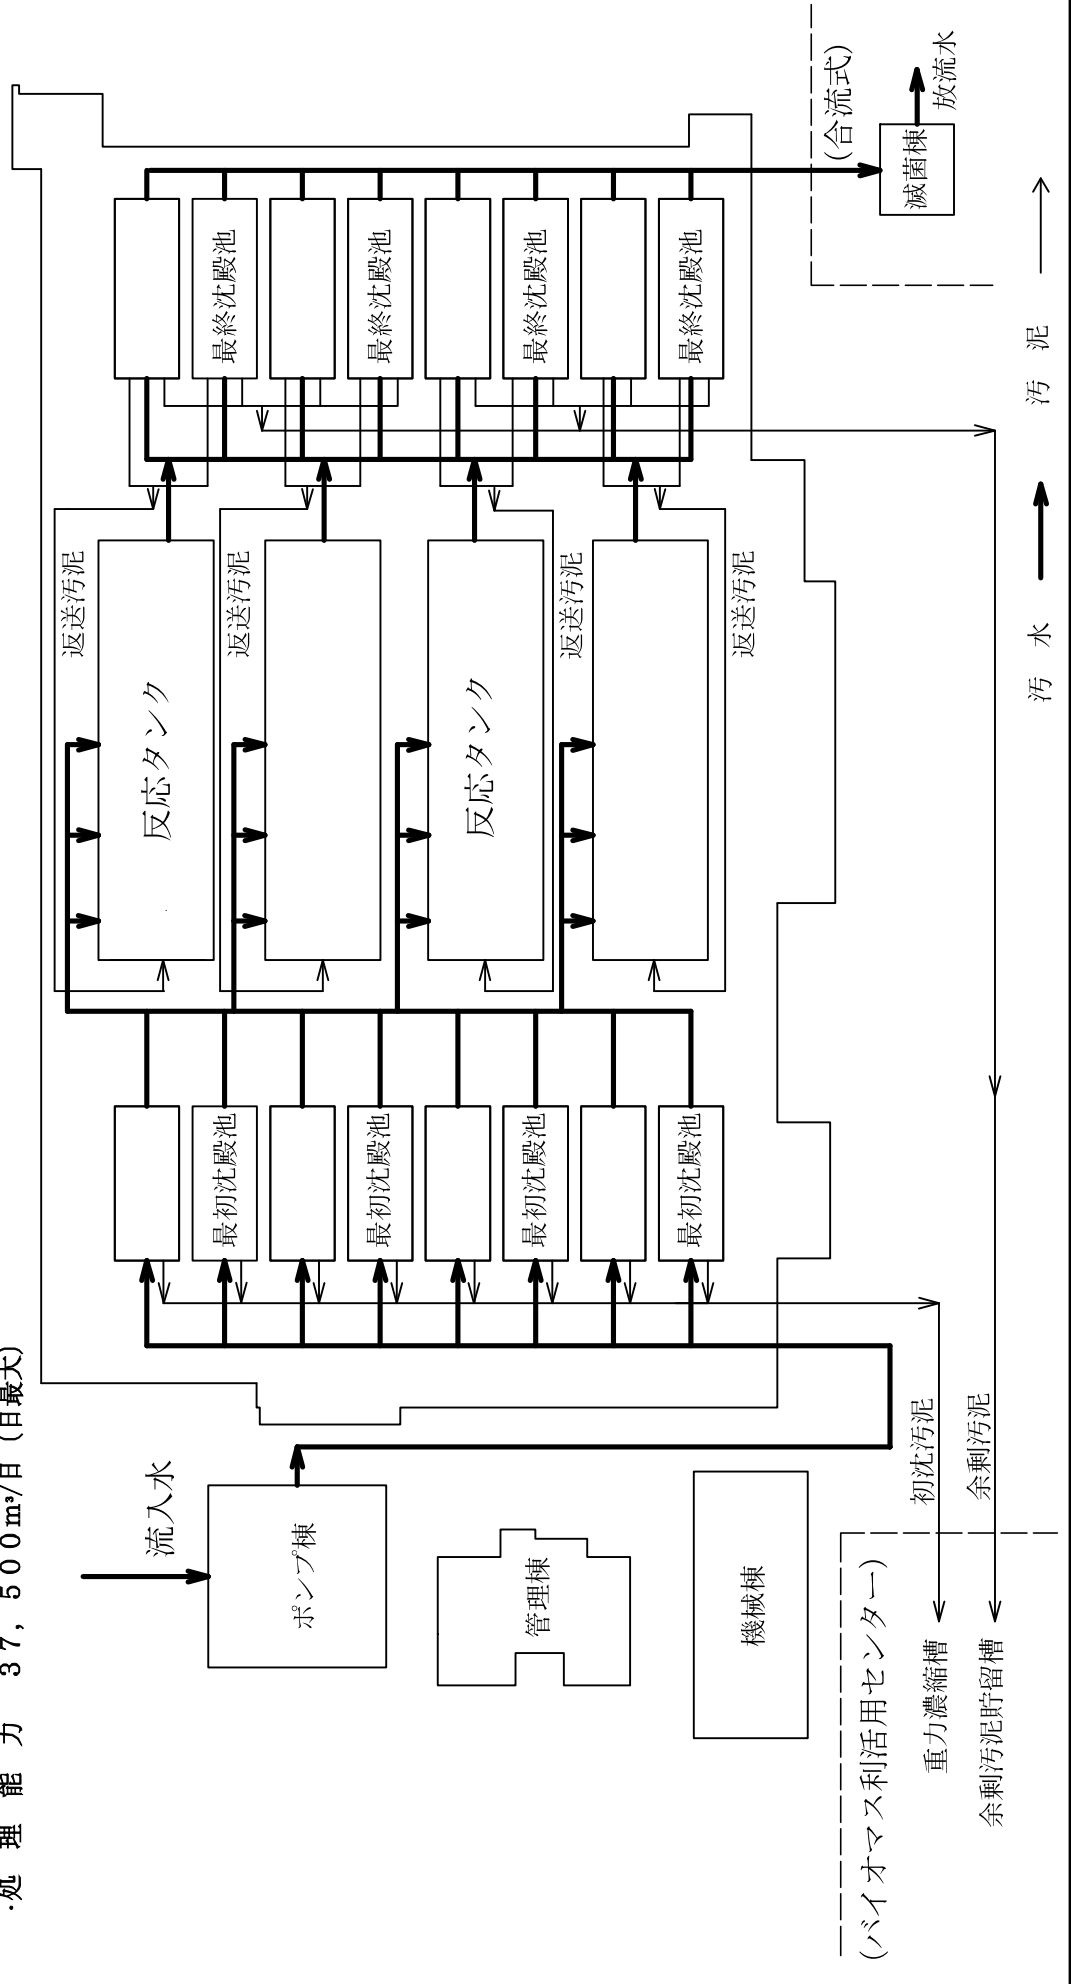 ・処理能力 37,500m³/日 (日最大)
流入水
ポンプ棟
管理棟
機械棟
(バイオマス利活用センター)
重力濃縮槽
余剰汚泥貯留槽
初沈汚泥
余剰汚泥
最初沈殿池
最初沈殿池
最初沈殿池
最初沈殿池
反応タンク
反応タンク
返送汚泥
返送汚泥
返送汚泥
返送汚泥
最終沈殿池
最終沈殿池
最終沈殿池
最終沈殿池
(合流式)
滅菌棟
放流水
汚水
汚泥